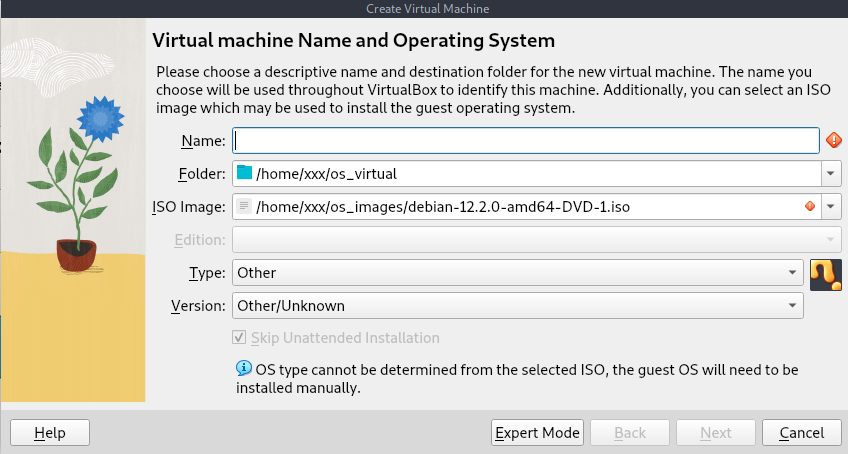 Create Virtual Machine
Virtual machine Name and Operating System
Please choose a descriptive name and destination folder for the new virtual machine. The name you
choose will be used throughout VirtualBox to identify this machine. Additionally, you can select an ISO
image which may be used to install the guest operating system.
Name:
Folder: /home/xxx/os_virtual
ISO Image: /home/xxx/os_images/debian-12.2.0-amd64-DVD-1.iso
Edition:
Type: Other
Version: Other/Unknown
Skip Unattended Installation
OS type cannot be determined from the selected ISO, the guest OS will need to be
installed manually.
Help Expert Mode Back Next Cancel